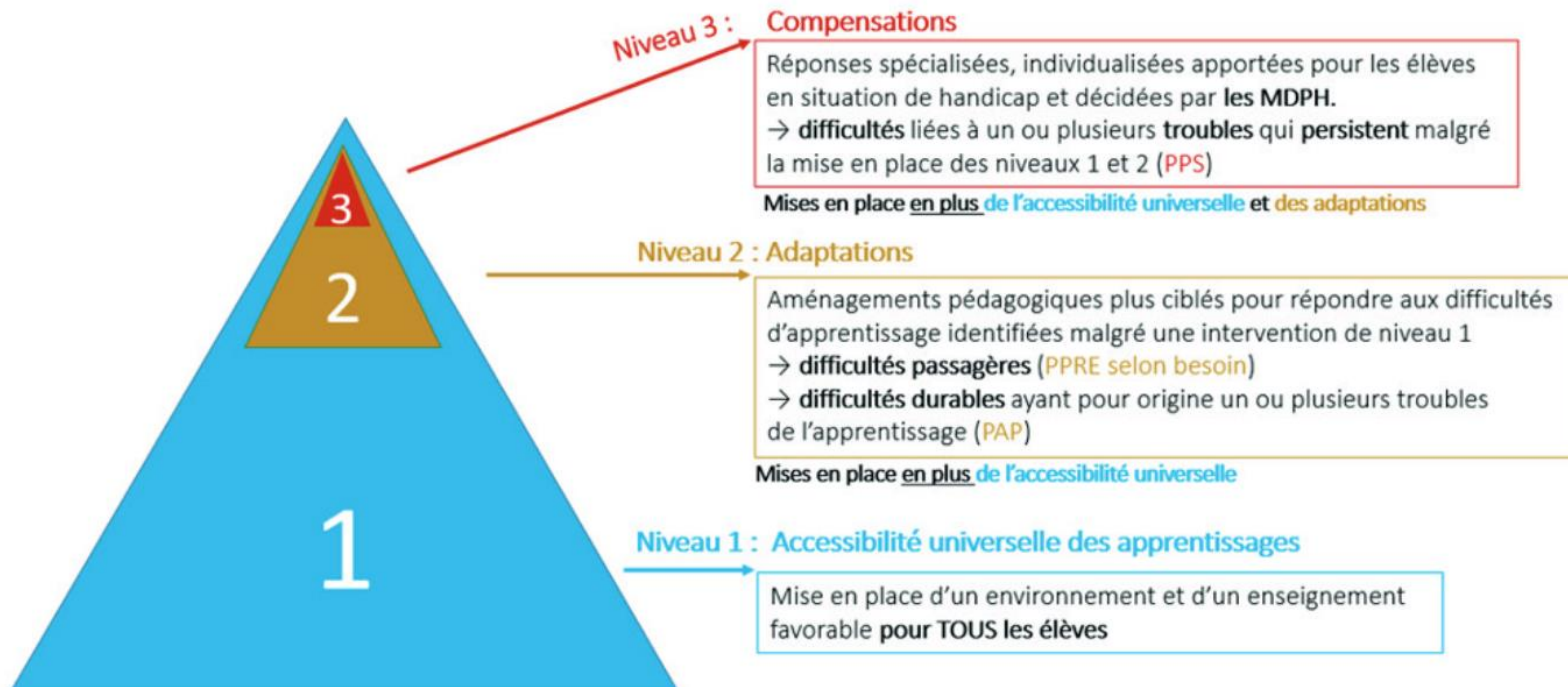 Niveau 3 : Compensations
Réponses spécialisées, individualisées apportées pour les élèves
en situation de handicap et décidées par les MDPH.
→ difficultés liées à un ou plusieurs troubles qui persistent malgré
la mise en place des niveaux 1 et 2 (PPS)
Mises en place en plus de l'accessibilité universelle et des adaptations
3
Niveau 2 : Adaptations
Aménagements pédagogiques plus ciblés pour répondre aux difficultés
d'apprentissage identifiées malgré une intervention de niveau 1
→ difficultés passagères (PPRE selon besoin)
→ difficultés durables ayant pour origine un ou plusieurs troubles
de l'apprentissage (PAP)
Mises en place en plus de l'accessibilité universelle
2
Niveau 1 : Accessibilité universelle des apprentissages
Mise en place d'un environnement et d'un enseignement
favorable pour TOUS les élèves
1